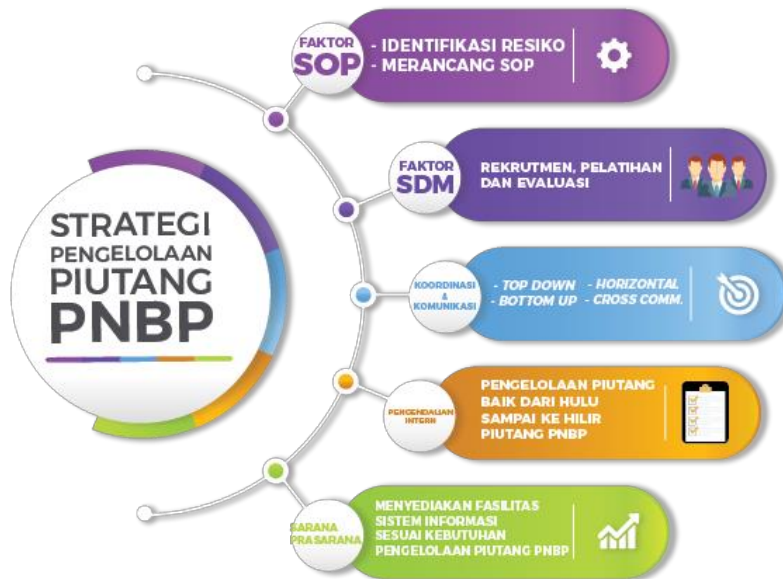 STRATEGI
PENGELOLAAN
PIUTANG
PNBP
FAKTOR
SOP
- IDENTIFIKASI RESIKO
- MERANCANG SOP
FAKTOR
SDM
REKRUTMEN, PELATIHAN
DAN EVALUASI
KOORDINASI
&
KOMUNIKASI
- TOP DOWN - HORIZONTAL
- BOTTOM UP - CROSS COMM.
PENGENDALIAN
INTERN
PENGELOLAAN PIUTANG
BAIK DARI HULU
SAMPAI KE HILIR
PIUTANG PNBP
SARANA
PRASARANA
MENYEDIAKAN FASILITAS
SISTEM INFORMASI
SESUAI KEBUTUHAN
PENGELOLAAN PIUTANG PNBP